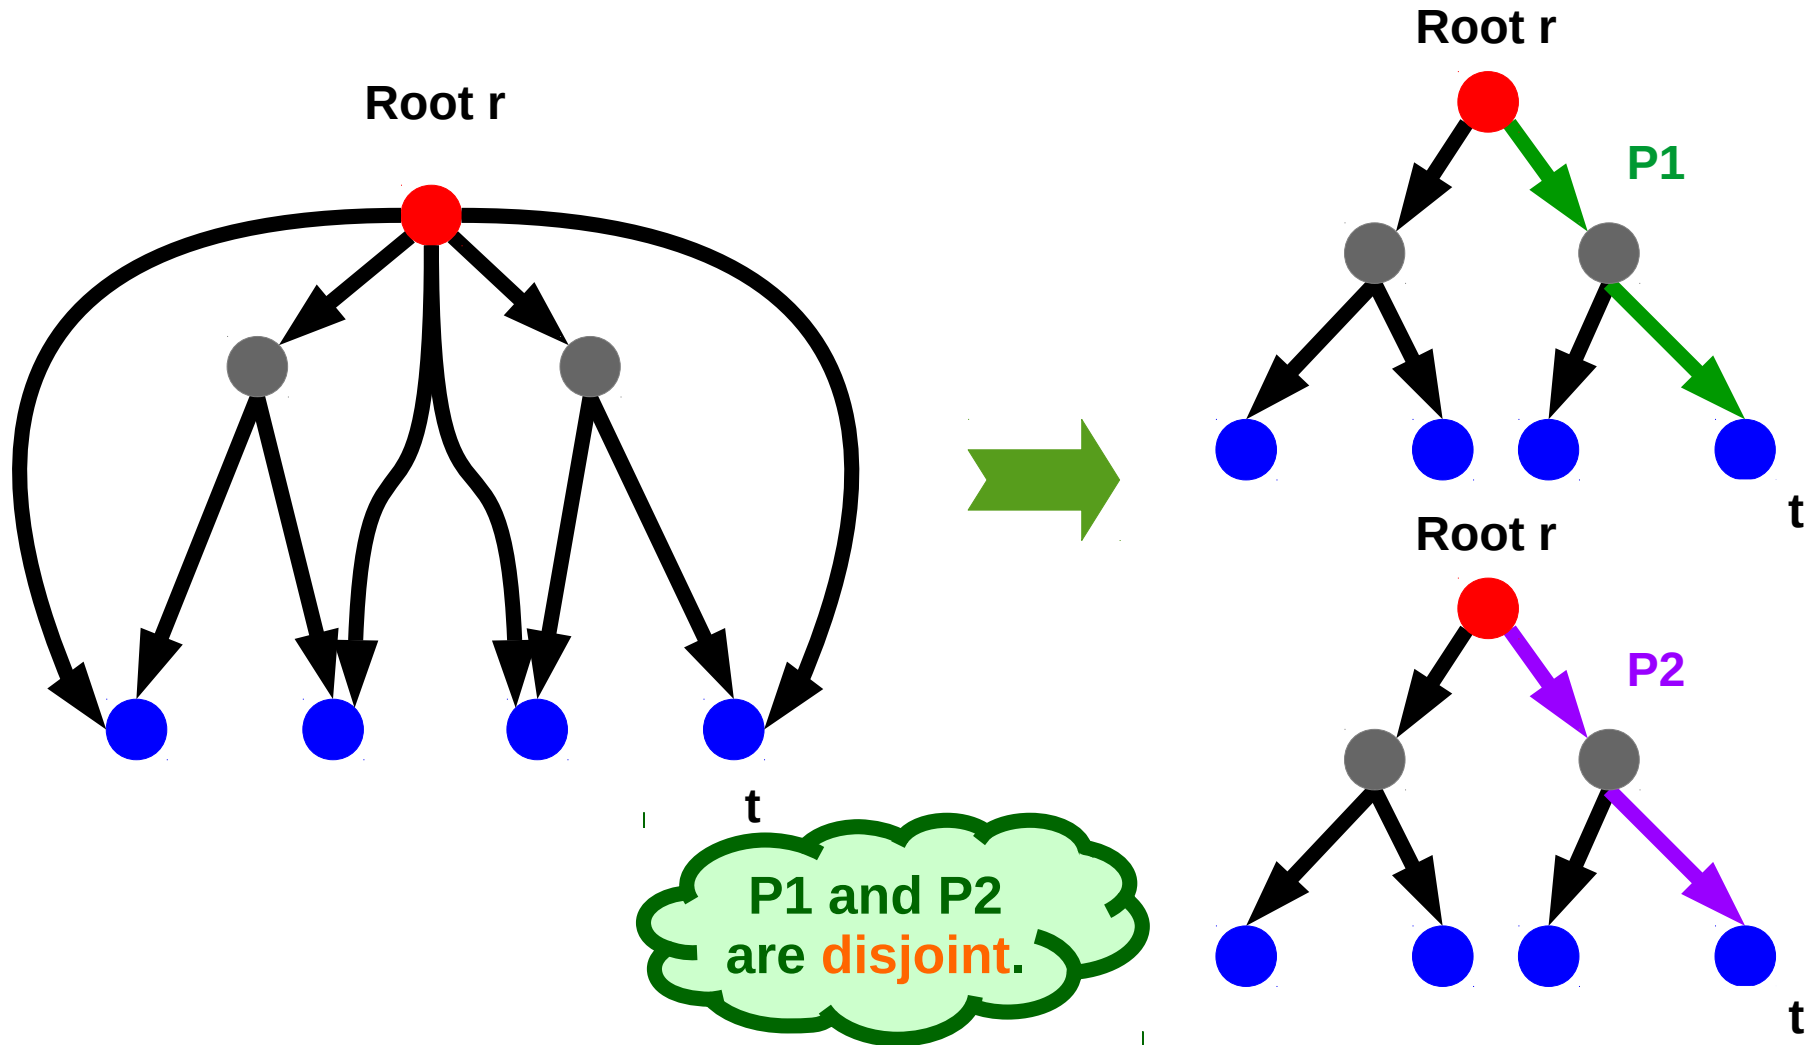 Root r
t
P1 and P2
are disjoint.
Root r
P1
t
Root r
P2
t